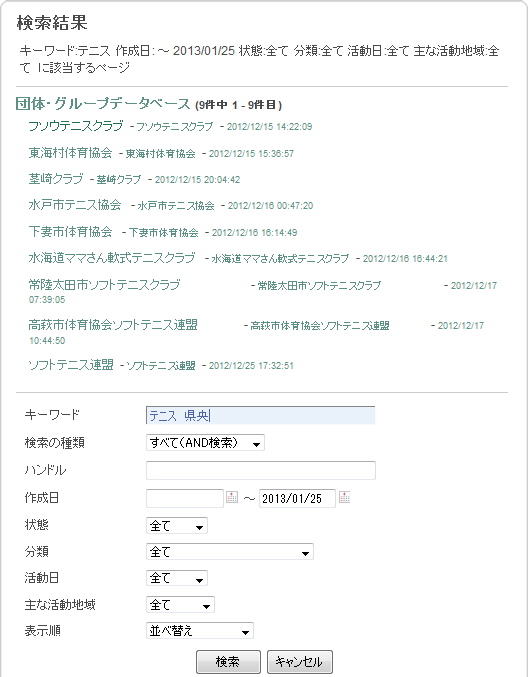 検索結果
キーワード:テニス 作成日: ～ 2013/01/25 状態:全て 分類:全て 活動日:全て 主な活動地域:全
て に該当するページ
団体・グループデータベース (9件中 1 - 9件目)
フソウテニスクラブ - フソウテニスクラブ - 2012/12/15 14:22:09
東海村体育協会 - 東海村体育協会 - 2012/12/15 15:36:57
茎崎クラブ - 茎崎クラブ - 2012/12/15 20:04:42
水戸市テニス協会 - 水戸市テニス協会 - 2012/12/16 00:47:20
下妻市体育協会 - 下妻市体育協会 - 2012/12/16 16:14:49
水海道ママさん軟式テニスクラブ - 水海道ママさん軟式テニスクラブ - 2012/12/16 16:44:21
常陸太田市ソフトテニスクラブ - 常陸太田市ソフトテニスクラブ - 2012/12/17
07:39:05
高萩市体育協会ソフトテニス連盟 - 高萩市体育協会ソフトテニス連盟 - 2012/12/17
10:44:50
ソフトテニス連盟 - ソフトテニス連盟 - 2012/12/25 17:32:51
キーワード テニス 県央
検索の種類 すべて(AND検索)
ハンドル
作成日 ～ 2013/01/25
状態 全て
分類 全て
活動日 全て
主な活動地域 全て
表示順 並べ替え
検索 キャンセル